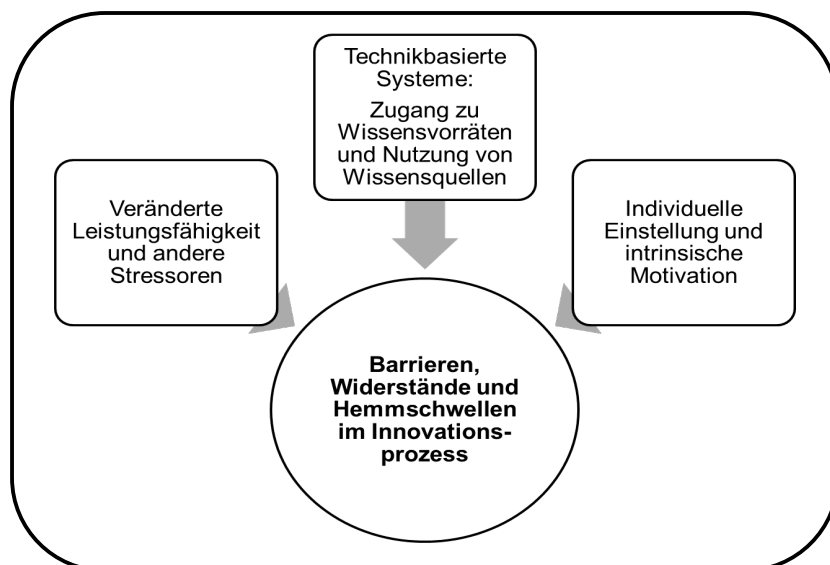 Technikbasierte
Systeme:
Zugang zu
Wissensvorräten
und Nutzung von
Wissensquellen
Veränderte
Leistungsfähigkeit
und andere
Stressoren
Individuelle
Einstellung und
intrinsische
Motivation
Barrieren,
Widerstände und
Hemmschwellen
im Innovations-
prozess